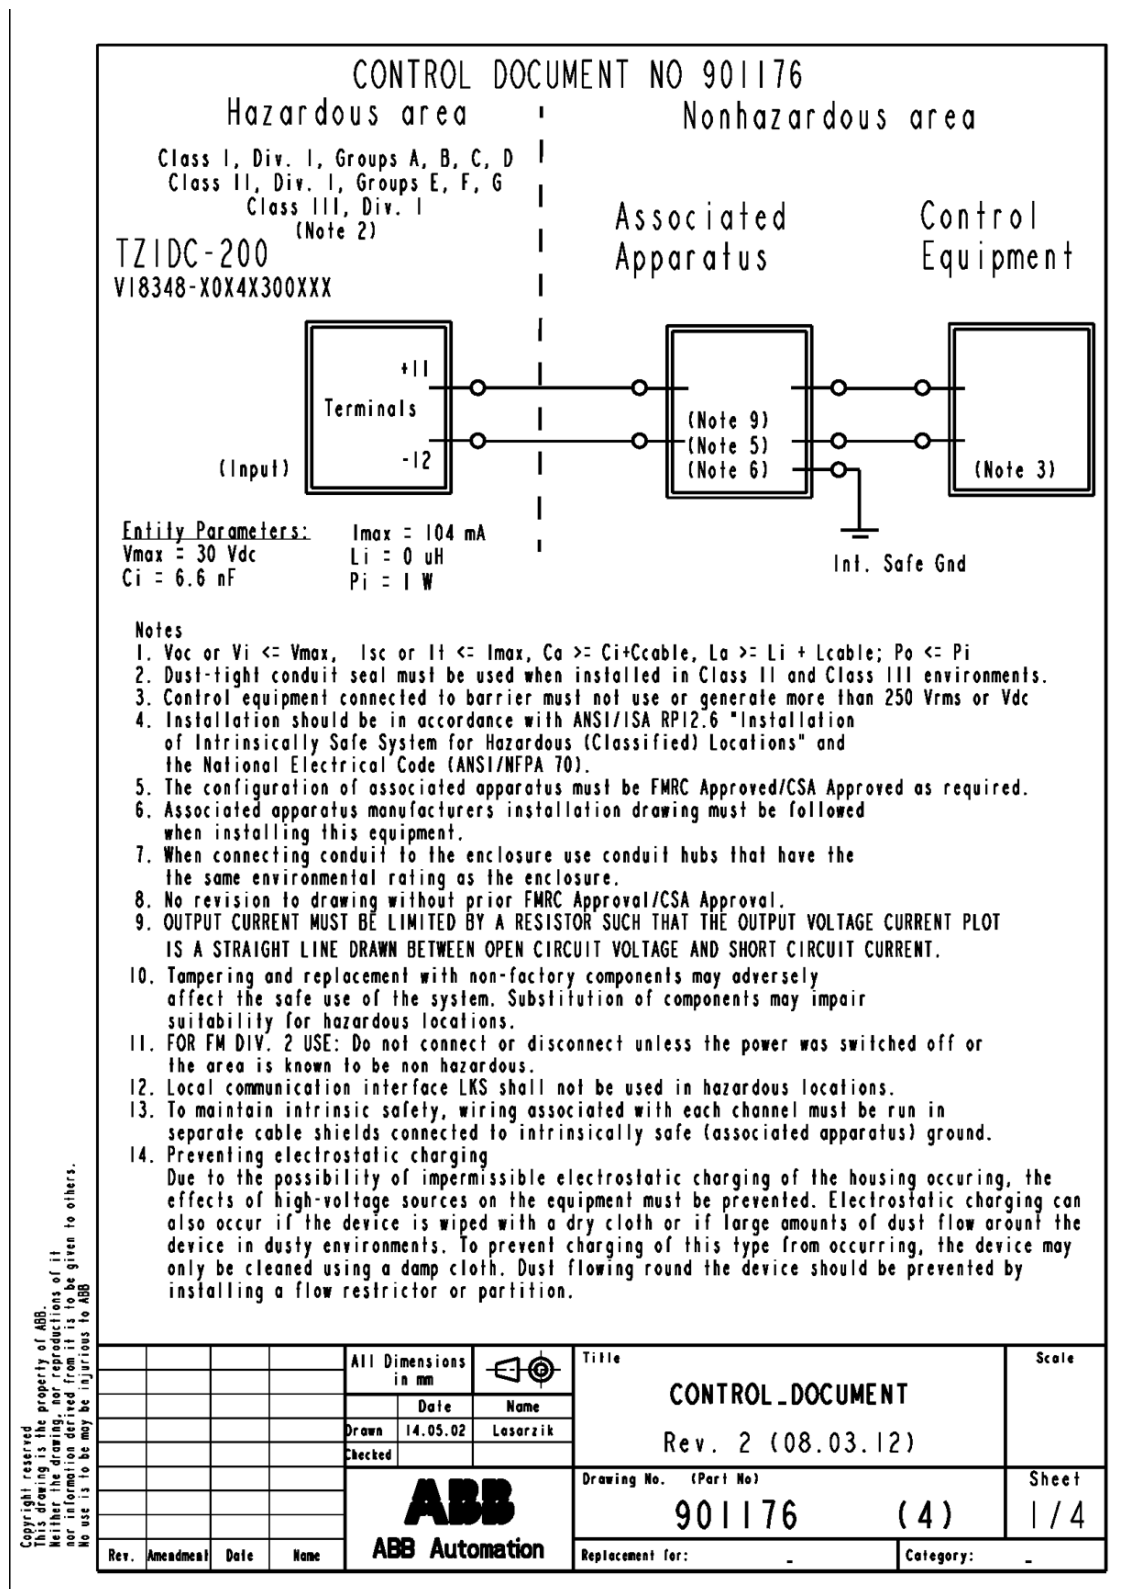 CONTROL DOCUMENT NO 901176
Hazardous area
Nonhazardous area
Class I, Div. I, Groups A, B, C, D
Class II, Div. I, Groups E, F, G
Class III, Div. I
(Note 2)
TZIDC-200
V18348-X0X4X300XXX
Associated
Apparatus
Control
Equipment
+11
Terminals
-12
(Input)
(Note 9)
(Note 5)
(Note 6)
(Note 3)
Int. Safe Gnd
Entity Parameters:
Vmax = 30 Vdc
Ci = 6.6 nF
Imax = 104 mA
Li = 0 uH
Pi = 1 W
Notes
1. Voc or Vi <= Vmax, Isc or It <= Imax, Ca >= Ci+Ccable, La >= Li + Lcable; Po <= Pi
2. Dust-tight conduit seal must be used when installed in Class II and Class III environments.
3. Control equipment connected to barrier must not use or generate more than 250 Vrms or Vdc
4. Installation should be in accordance with ANSI/ISA RP12.6 "Installation
of Intrinsically Safe System for Hazardous (Classified) Locations" and
the National Electrical Code (ANSI/NFPA 70).
5. The configuration of associated apparatus must be FMRC Approved/CSA Approved as required.
6. Associated apparatus manufacturers installation drawing must be followed
when installing this equipment.
7. When connecting conduit to the enclosure use conduit hubs that have the
the same environmental rating as the enclosure.
8. No revision to drawing without prior FMRC Approval/CSA Approval.
9. OUTPUT CURRENT MUST BE LIMITED BY A RESISTOR SUCH THAT THE OUTPUT VOLTAGE CURRENT PLOT
IS A STRAIGHT LINE DRAWN BETWEEN OPEN CIRCUIT VOLTAGE AND SHORT CIRCUIT CURRENT.
10. Tampering and replacement with non-factory components may adversely
affect the safe use of the system. Substitution of components may impair
suitability for hazardous locations.
11. FOR FM DIV. 2 USE: Do not connect or disconnect unless the power was switched off or
the area is known to be non hazardous.
12. Local communication interface LKS shall not be used in hazardous locations.
13. To maintain intrinsic safety, wiring associated with each channel must be run in
separate cable shields connected to intrinsically safe (associated apparatus) ground.
14. Preventing electrostatic charging
Due to the possibility of impermissible electrostatic charging of the housing occuring, the
effects of high-voltage sources on the equipment must be prevented. Electrostatic charging can
also occur if the device is wiped with a dry cloth or if large amounts of dust flow arount the
device in dusty environments. To prevent charging of this type from occurring, the device may
only be cleaned using a damp cloth. Dust flowing round the device should be prevented by
installing a flow restrictor or partition.
Copyright reserved
This drawing is the property of ABB.
Neither the drawing, nor reproductions of it
nor information derived from it is to be given to others.
No use is to be may be injurious to ABB
All Dimensions
in mm
Date
Name
Drawn 14.05.02 Lasarzik
Checked
Title
CONTROL_DOCUMENT
Rev. 2 (08.03.12)
Scale
ABB
ABB Automation
Drawing No. (Part No)
901176 (4)
Sheet
1/4
Rev. Amendment Date Name
Replacement for: -
Category: -